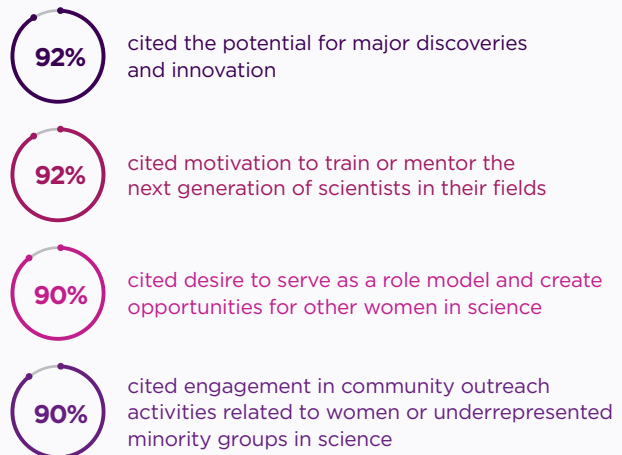 92%
cited the potential for major discoveries
and innovation
92%
cited motivation to train or mentor the
next generation of scientists in their fields
90%
cited desire to serve as a role model and create
opportunities for other women in science
90%
cited engagement in community outreach
activities related to women or underrepresented
minority groups in science